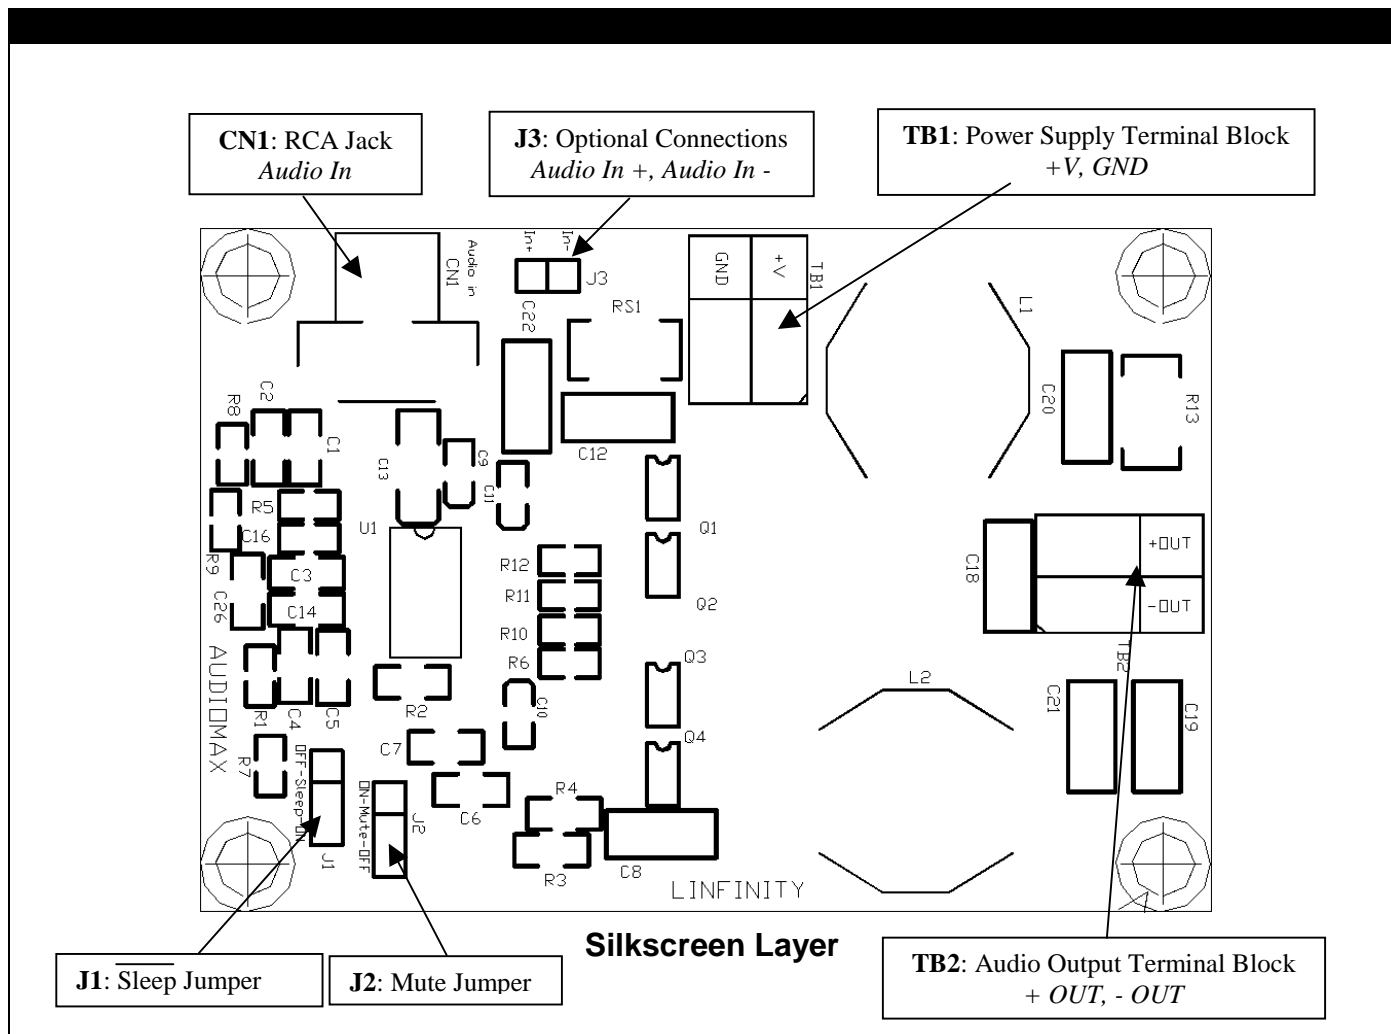 CN1: RCA Jack
Audio In
J3: Optional Connections
Audio In +, Audio In -
TB1: Power Supply Terminal Block
+V, GND
Audio in
CN1
In+
In-
J3
GND
+V
TB1
C22
RS1
L1
C20
R13
R8
C2
C1
C13
C9
C11
C12
R5
C16
U1
Q1
R9
C3
R12
C26
C14
R11
Q2
R10
R6
C18
+OUT
-OUT
TB2
Q3
L2
AUDIOMAX
R1
C4
C5
R2
C10
C21
C19
Q4
C7
R7
OFF-Sleep-ON
J1
ON-Mute-OFF
J2
C6
R4
R3
C8
LINFINITY
Silkscreen Layer
J1: Sleep Jumper
J2: Mute Jumper
TB2: Audio Output Terminal Block
+ OUT, - OUT